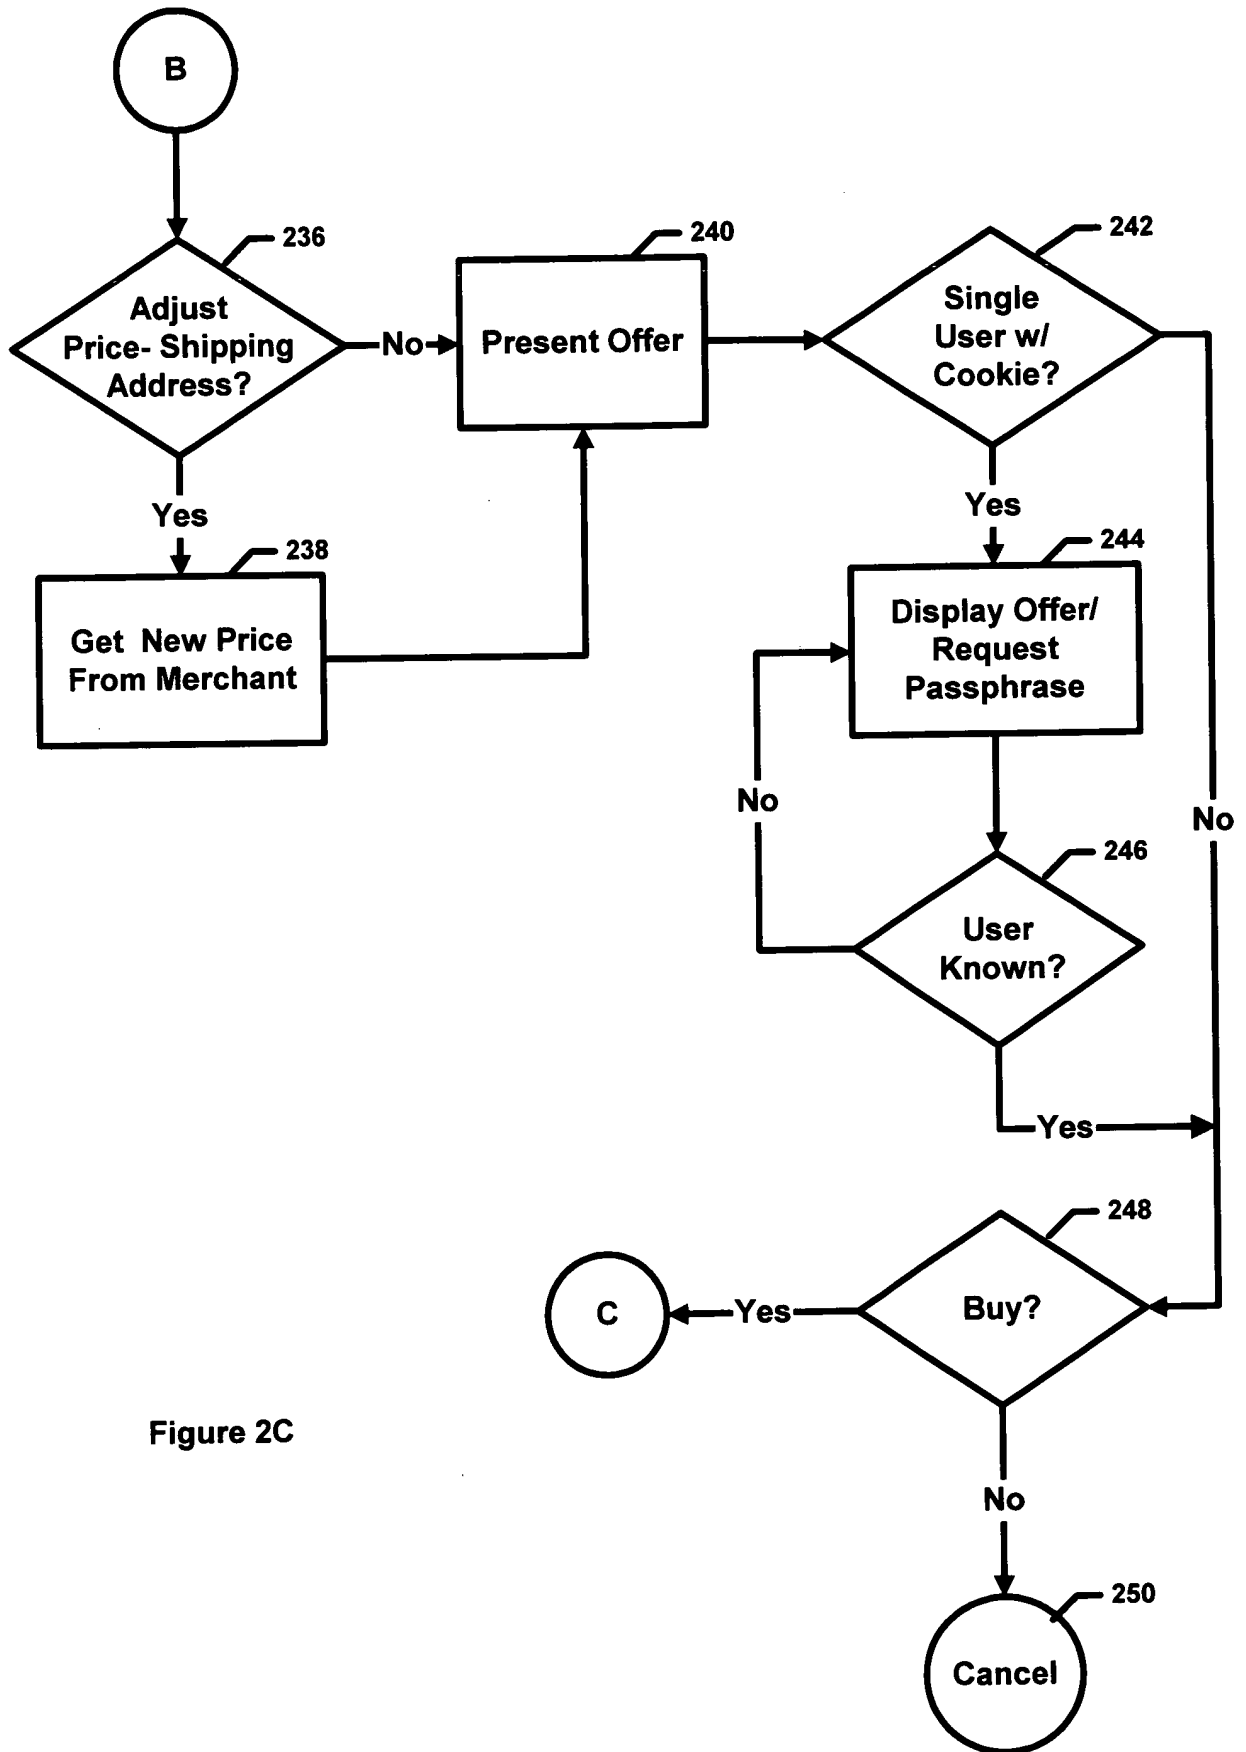 B
236
Adjust
Price- Shipping
Address?
No
240
Present Offer
242
Single
User w/
Cookie?
Yes
238
Get New Price
From Merchant
Yes
244
Display Offer/
Request
Passphrase
No
No
246
User
Known?
Yes
248
Buy?
Yes
C
Figure 2C
No
250
Cancel